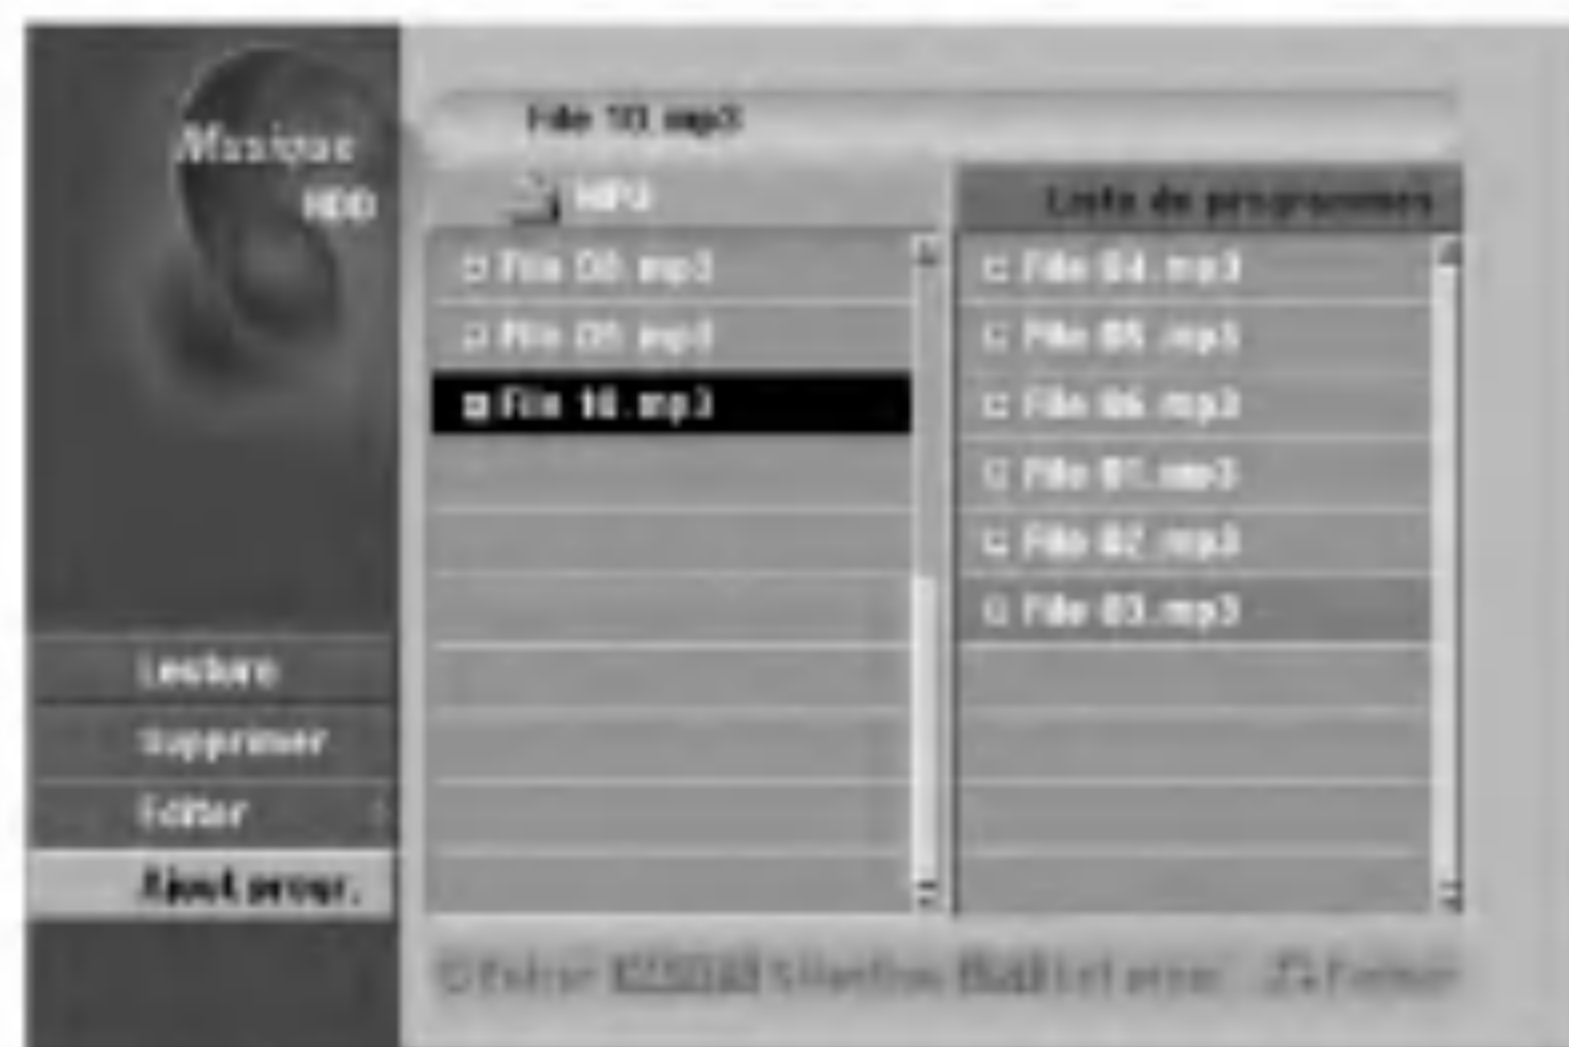 Musique
HDD
File 10.mp3
Liste de programmes
File 08.mp3
File 09.mp3
File 10.mp3
File 04.mp3
File 05.mp3
File 06.mp3
File 01.mp3
File 02.mp3
File 03.mp3
Lecture
Supprimer
Editer
Ajout progr.